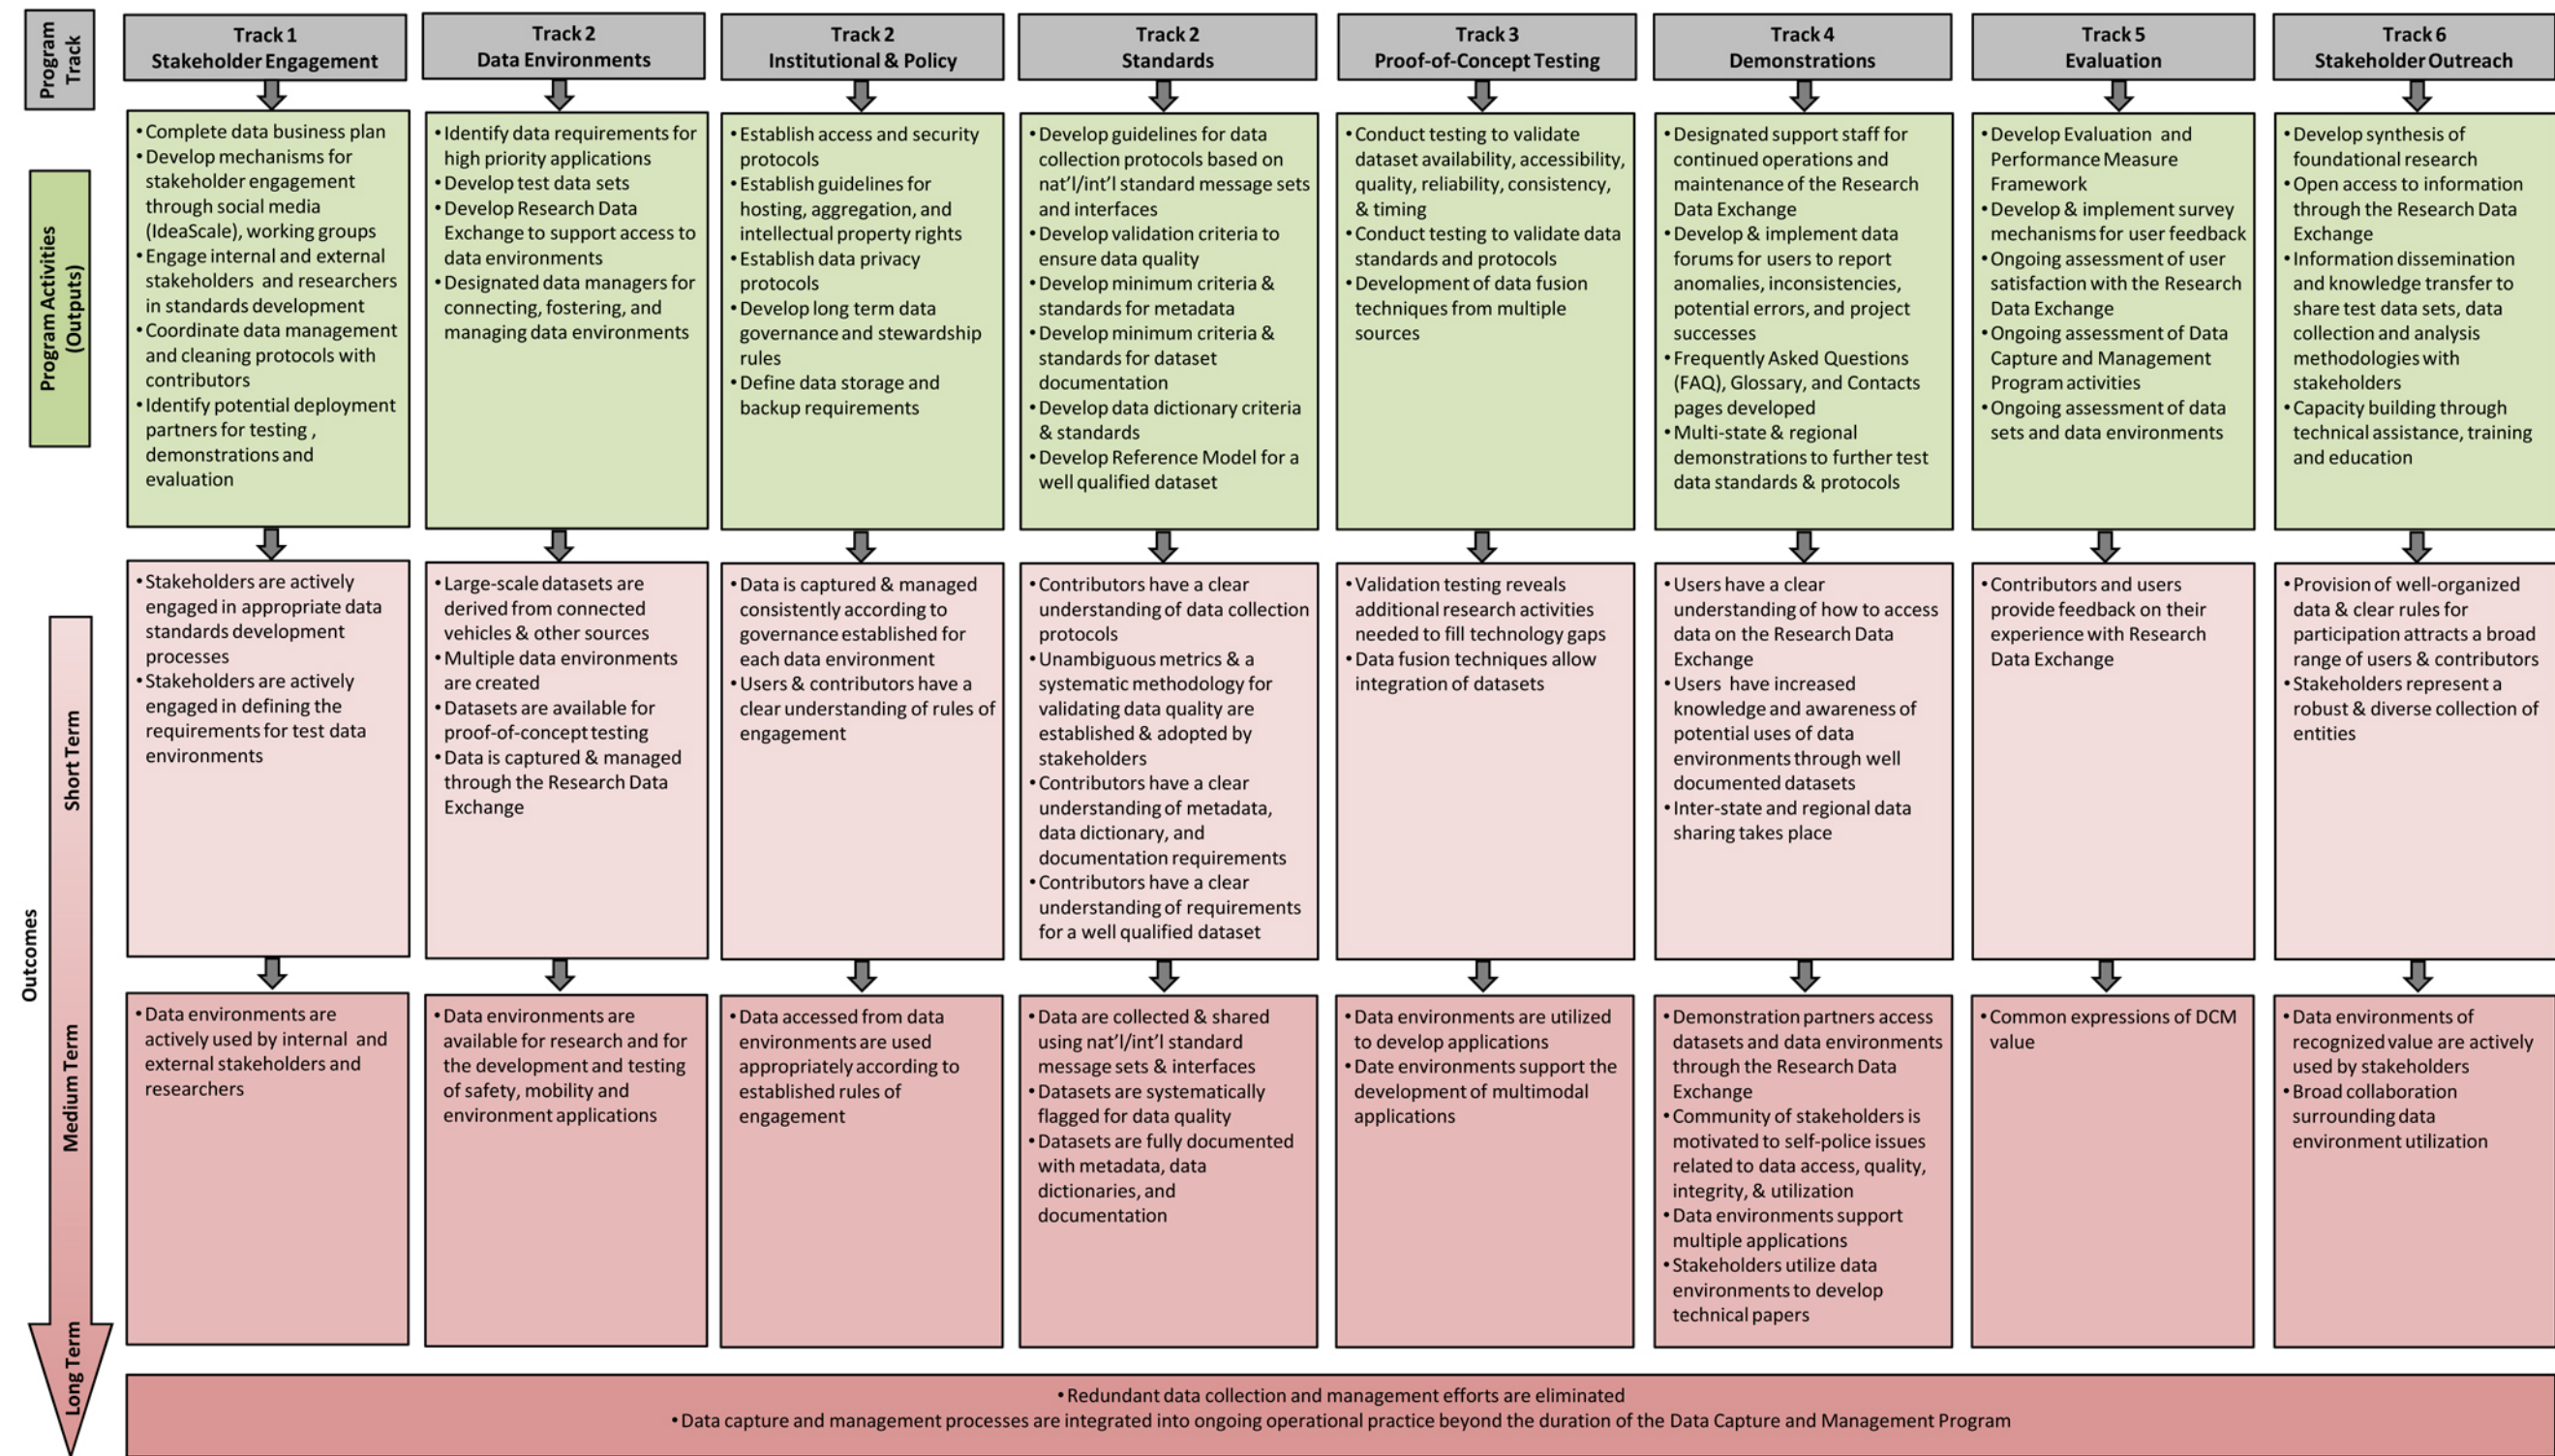 Program
Track
Track 1
Stakeholder Engagement
Track 2
Data Environments
Track 2
Institutional & Policy
Track 2
Standards
Track 3
Proof-of-Concept Testing
Track 4
Demonstrations
Track 5
Evaluation
Track 6
Stakeholder Outreach
Program Activities
(Outputs)
•Complete data business plan
•Develop mechanisms for
stakeholder engagement
through social media
(IdeaScale), working groups
•Engage internal and external
stakeholders and researchers
in standards development
•Coordinate data management
and cleaning protocols with
contributors
•Identify potential deployment
partners for testing ,
demonstrations and
evaluation
•Identify data requirements for
high priority applications
•Develop test data sets
•Develop Research Data
Exchange to support access to
data environments
•Designated data managers for
connecting, fostering, and
managing data environments
•Establish access and security
protocols
•Establish guidelines for
hosting, aggregation, and
intellectual property rights
•Establish data privacy
protocols
•Develop long term data
governance and stewardship
rules
•Define data storage and
backup requirements
•Develop guidelines for data
collection protocols based on
nat'l/int'l standard message sets
and interfaces
•Develop validation criteria to
ensure data quality
•Develop minimum criteria &
standards for metadata
•Develop minimum criteria &
standards for dataset
documentation
•Develop data dictionary criteria
& standards
•Develop Reference Model for a
well qualified dataset
•Conduct testing to validate
dataset availability, accessibility,
quality, reliability, consistency,
& timing
•Conduct testing to validate data
standards and protocols
•Development of data fusion
techniques from multiple
sources
•Designated support staff for
continued operations and
maintenance of the Research
Data Exchange
•Develop & implement data
forums for users to report
anomalies, inconsistencies,
potential errors, and project
successes
•Frequently Asked Questions
(FAQ), Glossary, and Contacts
pages developed
•Multi-state & regional
demonstrations to further test
data standards & protocols
•Develop Evaluation and
Performance Measure
Framework
•Develop & implement survey
mechanisms for user feedback
•Ongoing assessment of user
satisfaction with the Research
Data Exchange
•Ongoing assessment of Data
Capture and Management
Program activities
•Ongoing assessment of data
sets and data environments
•Develop synthesis of
foundational research
•Open access to information
through the Research Data
Exchange
•Information dissemination
and knowledge transfer to
share test data sets, data
collection and analysis
methodologies with
stakeholders
•Capacity building through
technical assistance, training
and education
Outcomes
Short Term
•Stakeholders are actively
engaged in appropriate data
standards development
processes
•Stakeholders are actively
engaged in defining the
requirements for test data
environments
•Large-scale datasets are
derived from connected
vehicles & other sources
•Multiple data environments
are created
•Datasets are available for
proof-of-concept testing
•Data is captured & managed
through the Research Data
Exchange
•Data is captured & managed
consistently according to
governance established for
each data environment
•Users & contributors have a
clear understanding of rules of
engagement
•Contributors have a clear
understanding of data collection
protocols
•Unambiguous metrics & a
systematic methodology for
validating data quality are
established & adopted by
stakeholders
•Contributors have a clear
understanding of metadata,
data dictionary, and
documentation requirements
•Contributors have a clear
understanding of requirements
for a well qualified dataset
•Validation testing reveals
additional research activities
needed to fill technology gaps
•Data fusion techniques allow
integration of datasets
•Users have a clear
understanding of how to access
data on the Research Data
Exchange
•Users have increased
knowledge and awareness of
potential uses of data
environments through well
documented datasets
•Inter-state and regional data
sharing takes place
•Contributors and users
provide feedback on their
experience with Research
Data Exchange
•Provision of well-organized
data & clear rules for
participation attracts a broad
range of users & contributors
•Stakeholders represent a
robust & diverse collection of
entities
Medium Term
•Data environments are
actively used by internal and
external stakeholders and
researchers
•Data environments are
available for research and for
the development and testing
of safety, mobility and
environment applications
•Data accessed from data
environments are used
appropriately according to
established rules of
engagement
•Data are collected & shared
using nat'l/int'l standard
message sets & interfaces
•Datasets are systematically
flagged for data quality
•Datasets are fully documented
with metadata, data
dictionaries, and
documentation
•Data environments are utilized
to develop applications
•Date environments support the
development of multimodal
applications
•Demonstration partners access
datasets and data environments
through the Research Data
Exchange
•Community of stakeholders is
motivated to self-police issues
related to data access, quality,
integrity, & utilization
•Data environments support
multiple applications
•Stakeholders utilize data
environments to develop
technical papers
•Common expressions of DCM
value
•Data environments of
recognized value are actively
used by stakeholders
•Broad collaboration
surrounding data
environment utilization
Long Term
•Redundant data collection and management efforts are eliminated
•Data capture and management processes are integrated into ongoing operational practice beyond the duration of the Data Capture and Management Program